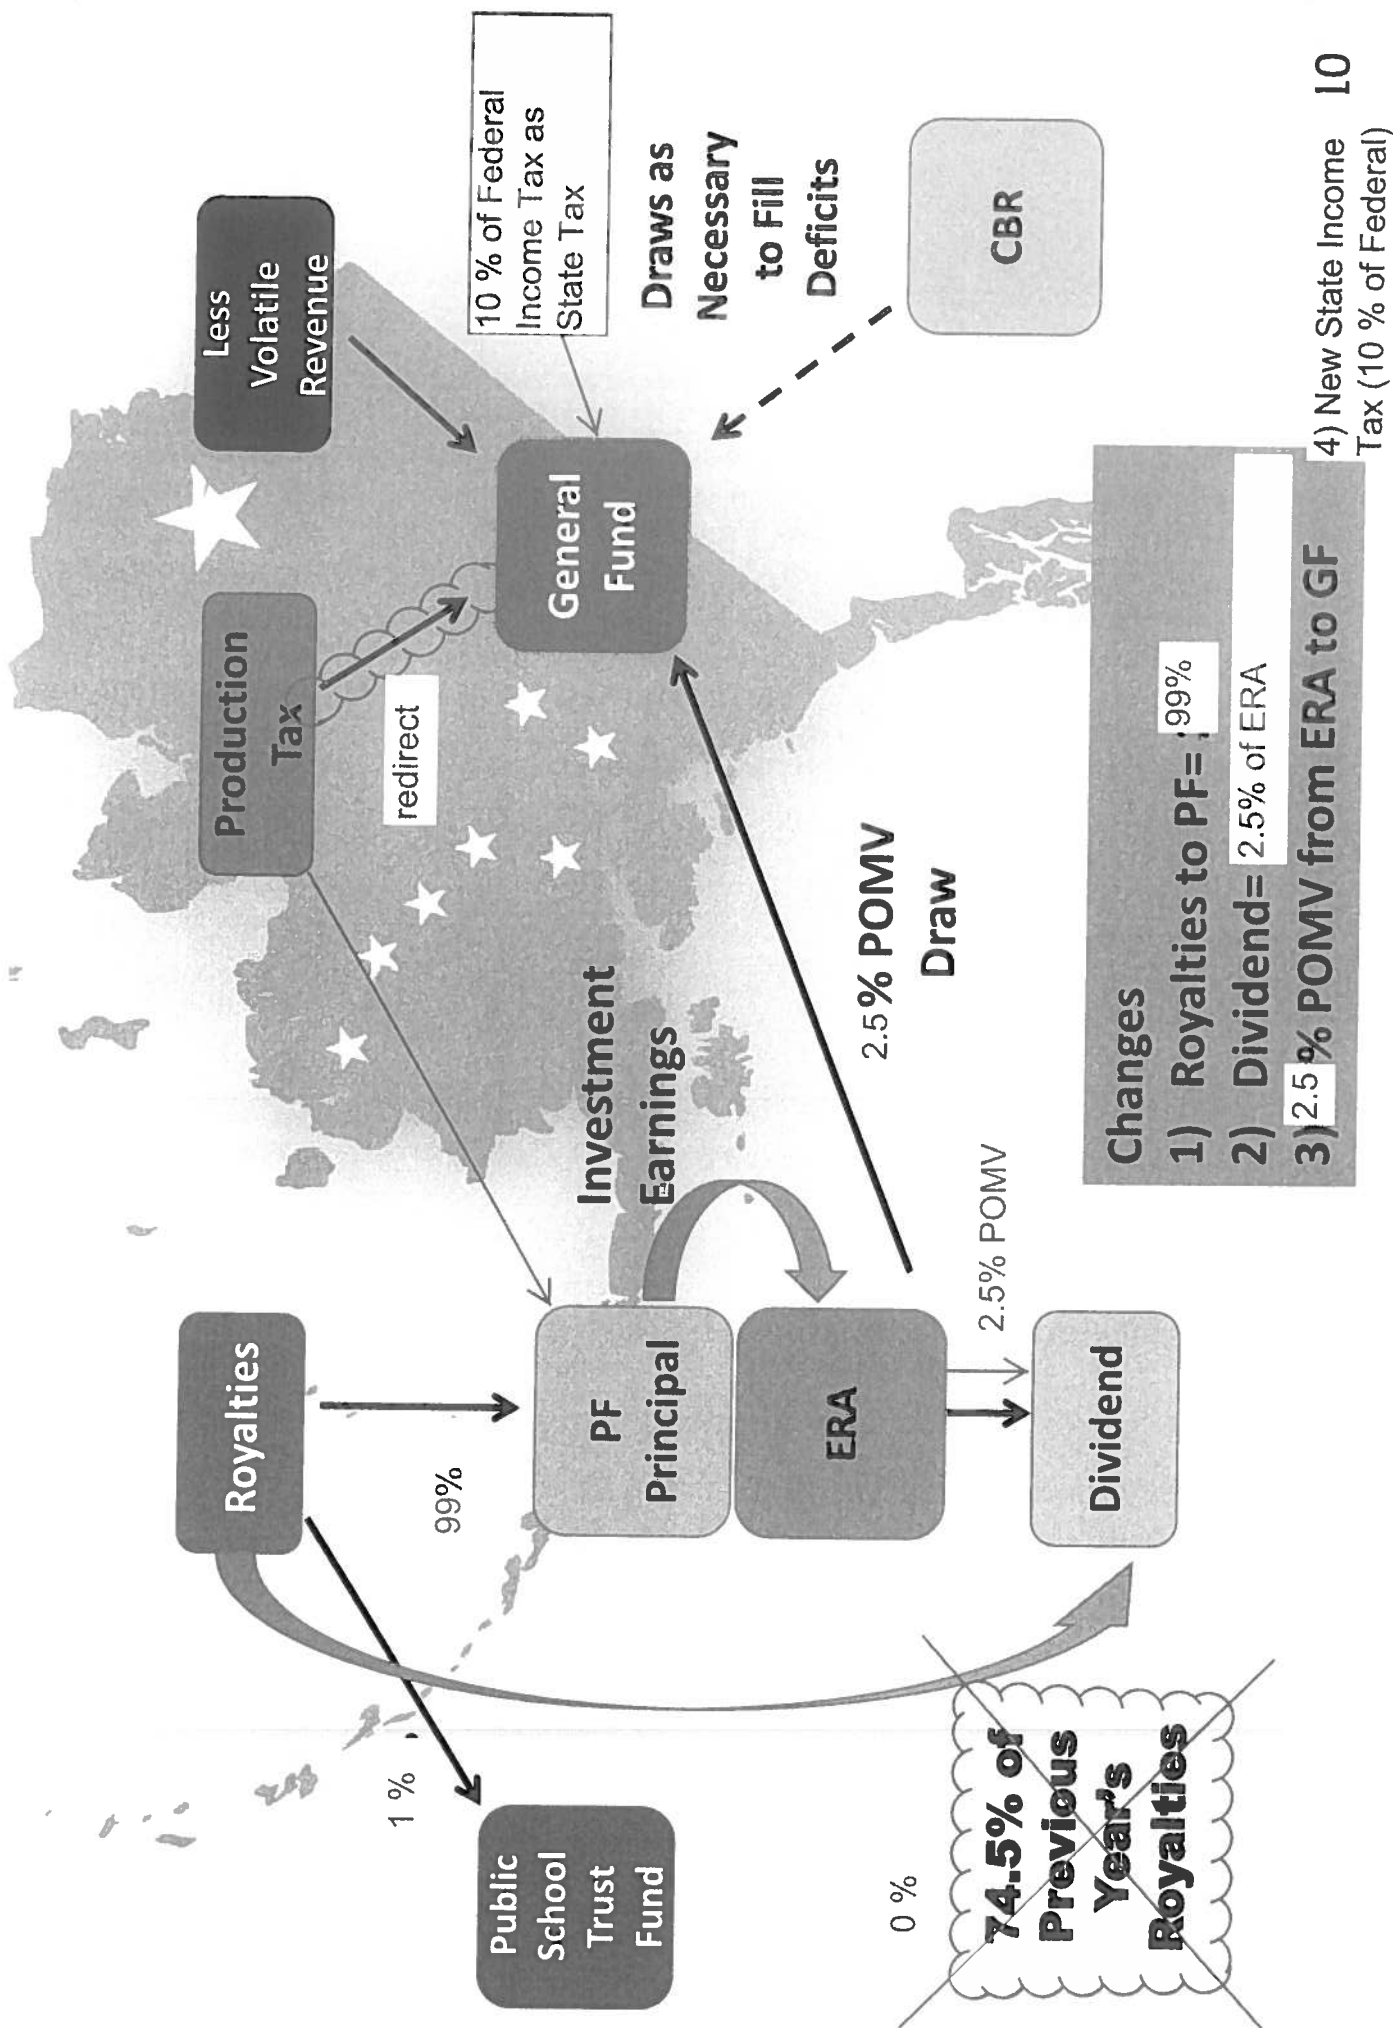 Royalties
Production
Tax
Less
Volatile
Revenue
redirect
10 % of Federal
Income Tax as
State Tax
1 %
99%
Public
School
Trust
Fund
PF
Principal
Investment
Earnings
General
Fund
Draws as
Necessary
to Fill
Deficits
ERA
2.5% POMV
Draw
CBR
0 %
74.5% of
Previous
Year's
Royalties
2.5% POMV
Dividend
Changes
1) Royalties to PF= 99%
2) Dividend= 2.5% of ERA
3) 2.5 % POMV from ERA to GF
4) New State Income
Tax (10 % of Federal)
10